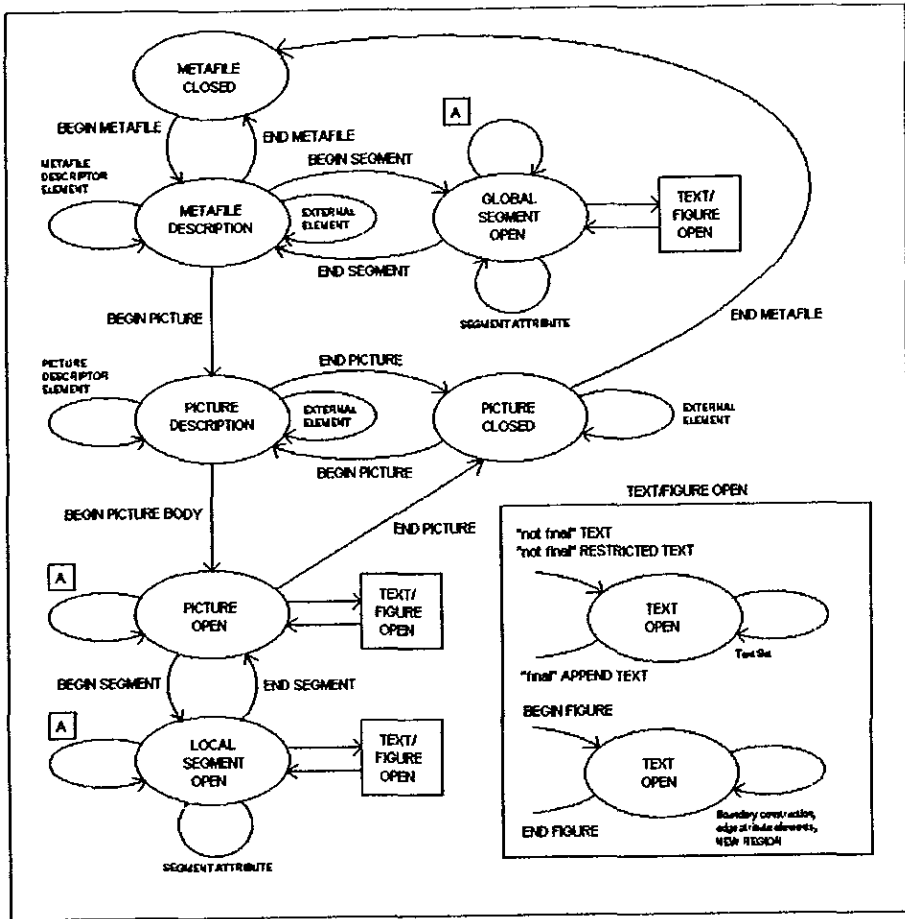 METAFILE
CLOSED
BEGIN METAFILE
END METAFILE
A
BEGIN SEGMENT
METAFILE
DESCRIPTOR
ELEMENT
METAFILE
DESCRIPTION
EXTERNAL
ELEMENT
GLOBAL
SEGMENT
OPEN
TEXT/
FIGURE
OPEN
END SEGMENT
SEGMENT ATTRIBUTE
BEGIN PICTURE
END METAFILE
PICTURE
DESCRIPTOR
ELEMENT
END PICTURE
PICTURE
DESCRIPTION
EXTERNAL
ELEMENT
PICTURE
CLOSED
EXTERNAL
ELEMENT
BEGIN PICTURE
BEGIN PICTURE BODY
END PICTURE
A
PICTURE
OPEN
TEXT/
FIGURE
OPEN
BEGIN SEGMENT
END SEGMENT
A
LOCAL
SEGMENT
OPEN
TEXT/
FIGURE
OPEN
SEGMENT ATTRIBUTE
TEXT/FIGURE OPEN
"not final" TEXT
"not final" RESTRICTED TEXT
TEXT
OPEN
Text
"final" APPEND TEXT
BEGIN FIGURE
TEXT
OPEN
END FIGURE
Boundary construction,
edge attribute elements,
NEW REGION